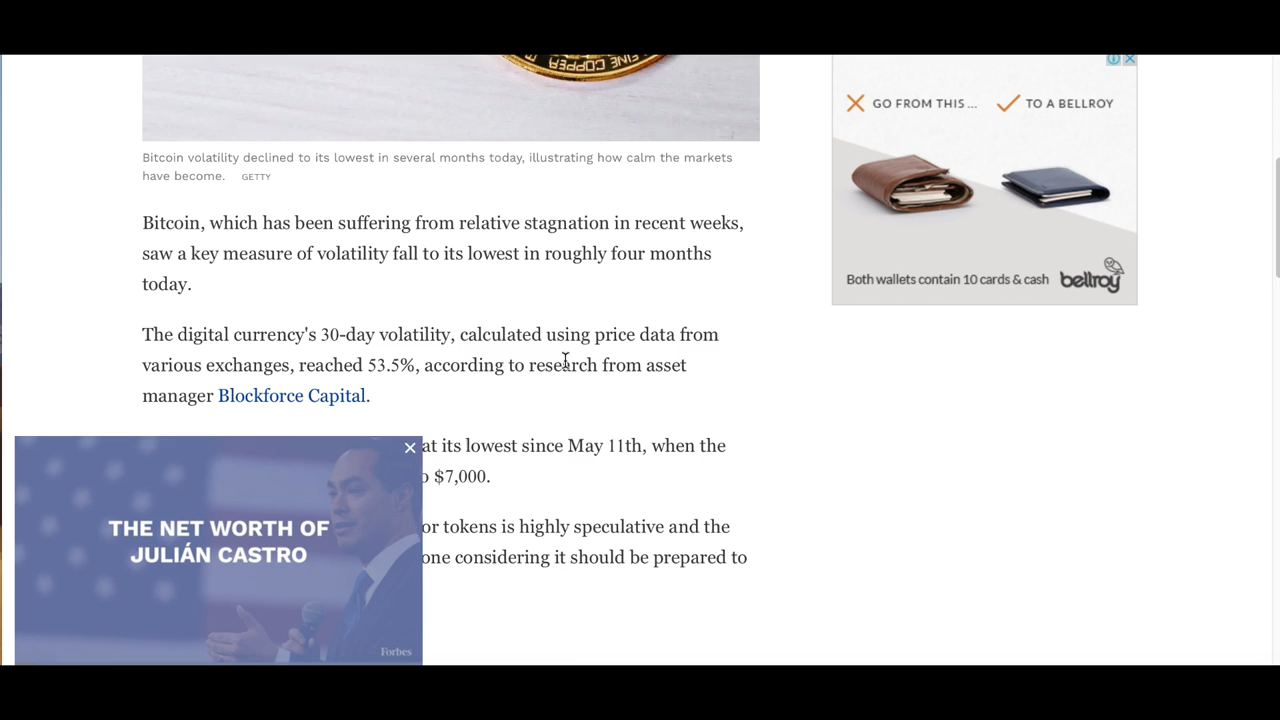 FINE COPPER
GO FROM THIS ...
TO A BELLROY
Bitcoin volatility declined to its lowest in several months today, illustrating how calm the markets
have become. GETTY
Bitcoin, which has been suffering from relative stagnation in recent weeks,
saw a key measure of volatility fall to its lowest in roughly four months
today.
Both wallets contain 10 cards & cash bellroy
The digital currency's 30-day volatility, calculated using price data from
various exchanges, reached 53.5%, according to research from asset
manager Blockforce Capital.
at its lowest since May 11th, when the
o $7,000.
or tokens is highly speculative and the
one considering it should be prepared to
THE NET WORTH OF
JULIÁN CASTRO
Forbes